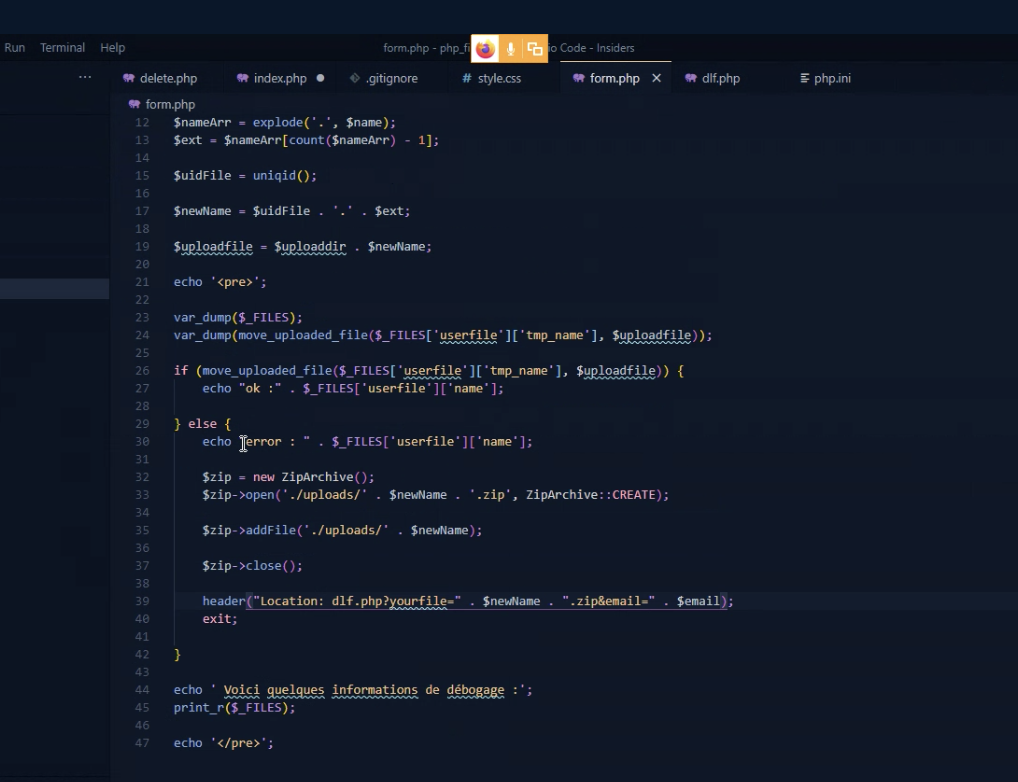 Run Terminal Help form.php - php_fi io Code - Insiders
··· delete.php index.php .gitignore # style.css form.php dlf.php php.ini
form.php
12 $nameArr = explode('.', $name);
13 $ext = $nameArr[count($nameArr) - 1];
14
15 $uidFile = uniqid();
16
17 $newName = $uidFile . '.' . $ext;
18
19 $uploadfile = $uploaddir . $newName;
20
21 echo '<pre>';
22
23 var_dump($_FILES);
24 var_dump(move_uploaded_file($_FILES['userfile']['tmp_name'], $uploadfile));
25
26 if (move_uploaded_file($_FILES['userfile']['tmp_name'], $uploadfile)) {
27 echo "ok :" . $_FILES['userfile']['name'];
28
29 } else {
30 echo "error : " . $_FILES['userfile']['name'];
31
32 $zip = new ZipArchive();
33 $zip->open('./uploads/' . $newName . '.zip', ZipArchive::CREATE);
34
35 $zip->addFile('./uploads/' . $newName);
36
37 $zip->close();
38
39 header("Location: dlf.php?yourfile=" . $newName . ".zip&email=" . $email);
40 exit;
41
42 }
43
44 echo ' Voici quelques informations de débogage :';
45 print_r($_FILES);
46
47 echo '</pre>';